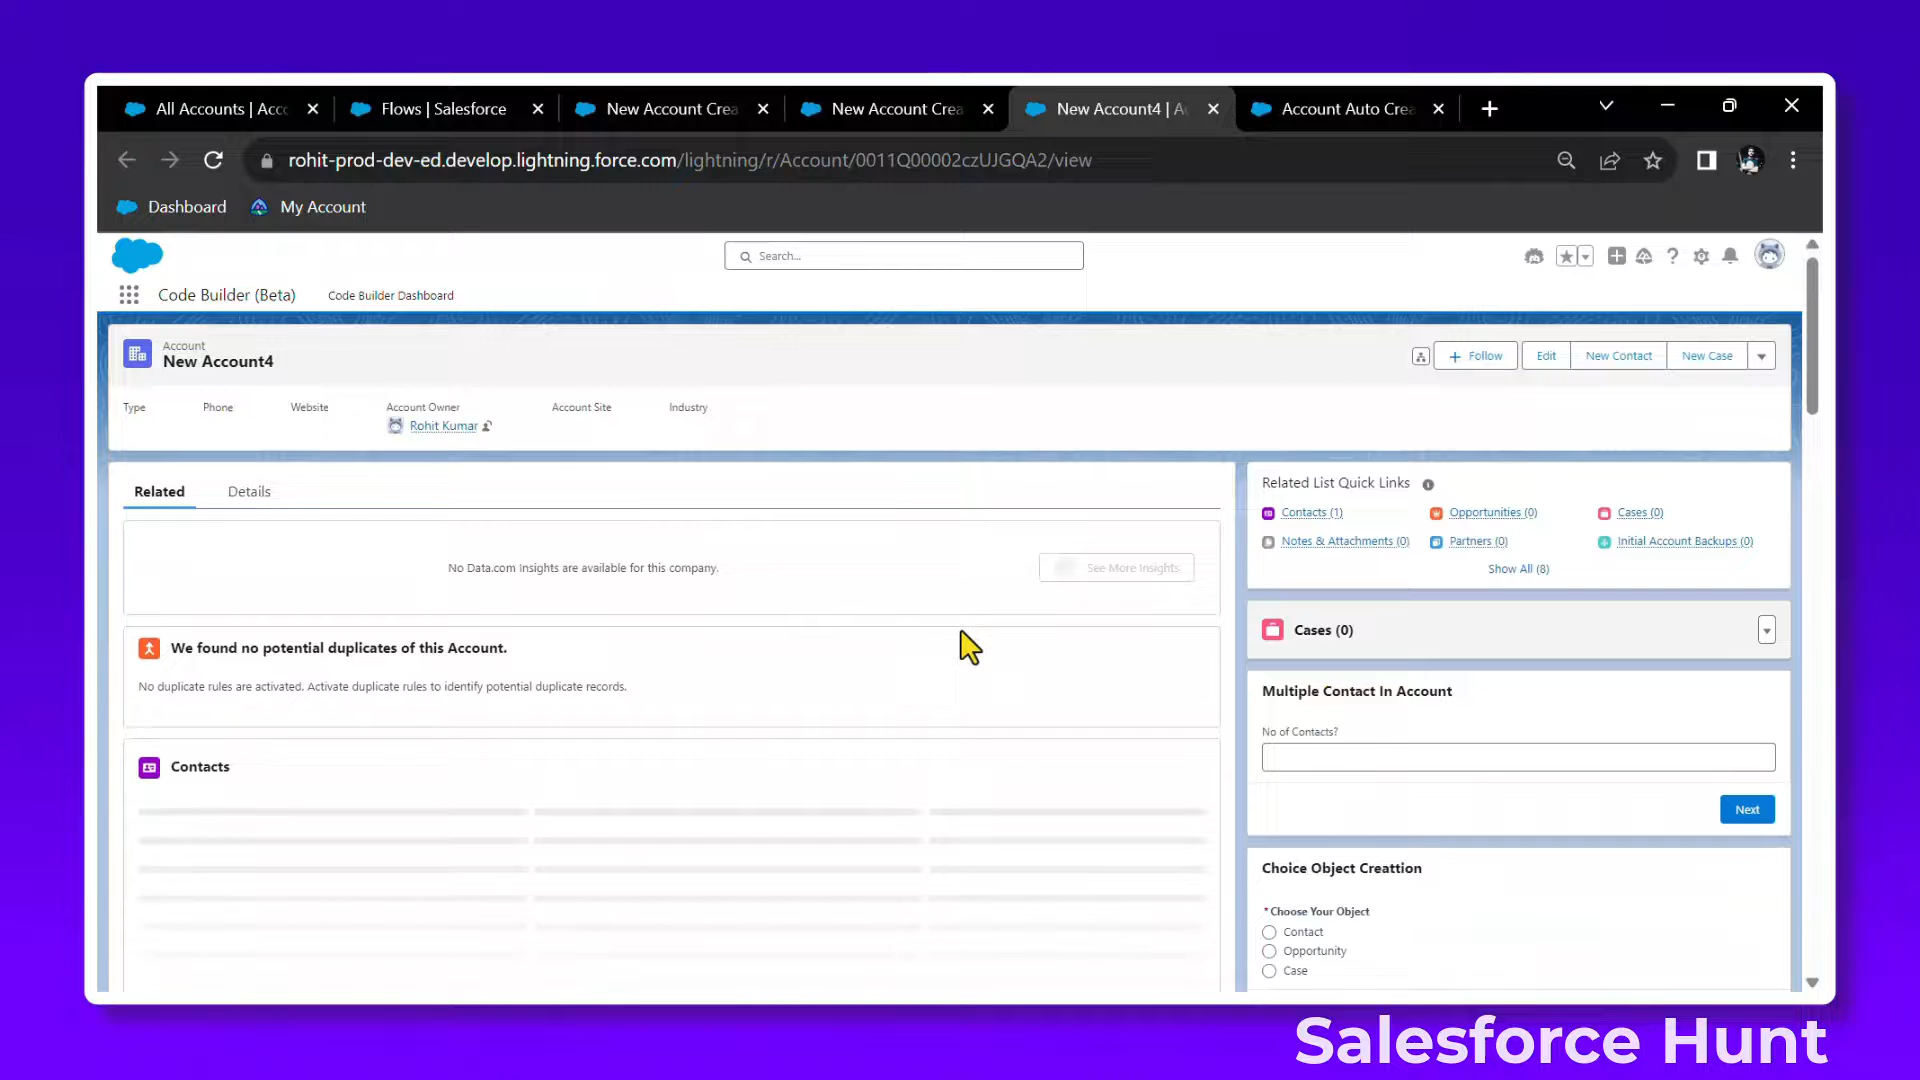 All Accounts | Acc
Flows | Salesforce
New Account Crea
New Account Crea
New Account4 | A
Account Auto Crea
rohit-prod-dev-ed.develop.lightning.force.com/lightning/r/Account/0011Q00002czUJGQA2/view
Dashboard
My Account
Search...
Code Builder (Beta)
Code Builder Dashboard
Account
New Account4
Follow
Edit
New Contact
New Case
Type
Phone
Website
Account Owner
Account Site
Industry
Rohit Kumar
Related
Details
No Data.com Insights are available for this company.
See More Insights
We found no potential duplicates of this Account.
No duplicate rules are activated. Activate duplicate rules to identify potential duplicate records.
Contacts
Related List Quick Links
Contacts (1)
Opportunities (0)
Cases (0)
Notes & Attachments (0)
Partners (0)
Initial Account Backups (0)
Show All (8)
Cases (0)
Multiple Contact In Account
No of Contacts?
Next
Choice Object Creattion
*Choose Your Object
Contact
Opportunity
Case
Salesforce Hunt